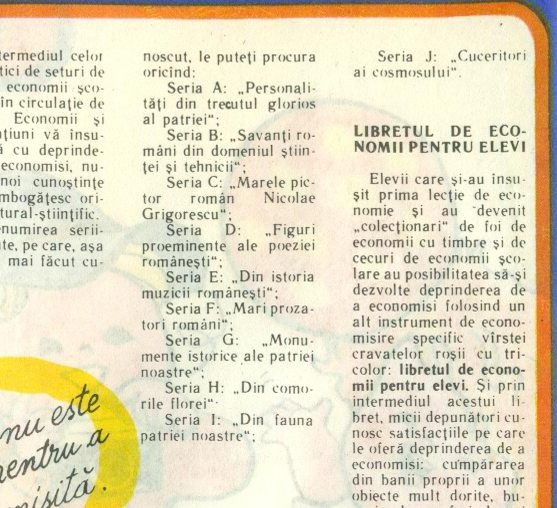 termediul celor
tici de seturi de
economii şco-
în circulaţie de
Economii şi
ţiuni vă însu-
ă cu deprinde-
economisi, nu-
noi cunoştinţe
mbogăţesc ori-
tural-ştiinţific.
enumirea serii-
te, pe care, aşa
mai făcut cu-
nu este
pentru a
misită.
noscut, le puteţi procura
oricînd:
Seria A: „Personali-
tăţi din trecutul glorios
al patriei“;
Seria B: „Savanţi ro-
mâni din domeniul ştiin-
ţei şi tehnicii“;
Seria C: „Marele pic-
tor român Nicolae
Grigorescu“;
Seria D: „Figuri
proeminente ale poeziei
româneşti“;
Seria E: „Din istoria
muzicii româneşti“;
Seria F: „Mari proza-
tori români“;
Seria G: „Monu-
mente istorice ale patriei
noastre“;
Seria H: „Din como-
rile florei“
Seria I: „Din fauna
patriei noastre“;
Seria J: „Cuceritori
ai cosmosului“.
LIBRETUL DE ECO-
NOMII PENTRU ELEVI
Elevii care şi-au însu-
şit prima lecţie de eco-
nomie şi au devenit
„colecţionari“ de foi de
economii cu timbre şi de
cecuri de economii şco-
lare au posibilitatea să-şi
dezvolte deprinderea de
a economisi folosind un
alt instrument de econo-
misire specific vîrstei
cravatelor roşii cu tri-
color: libretul de econo-
mii pentru elevi. Şi prin
intermediul acestui li-
bret, micii depunători cu-
nosc satisfacţiile pe care
le oferă deprinderea de a
economisi: cumpărarea
din banii proprii a unor
obiecte mult dorite, bu-